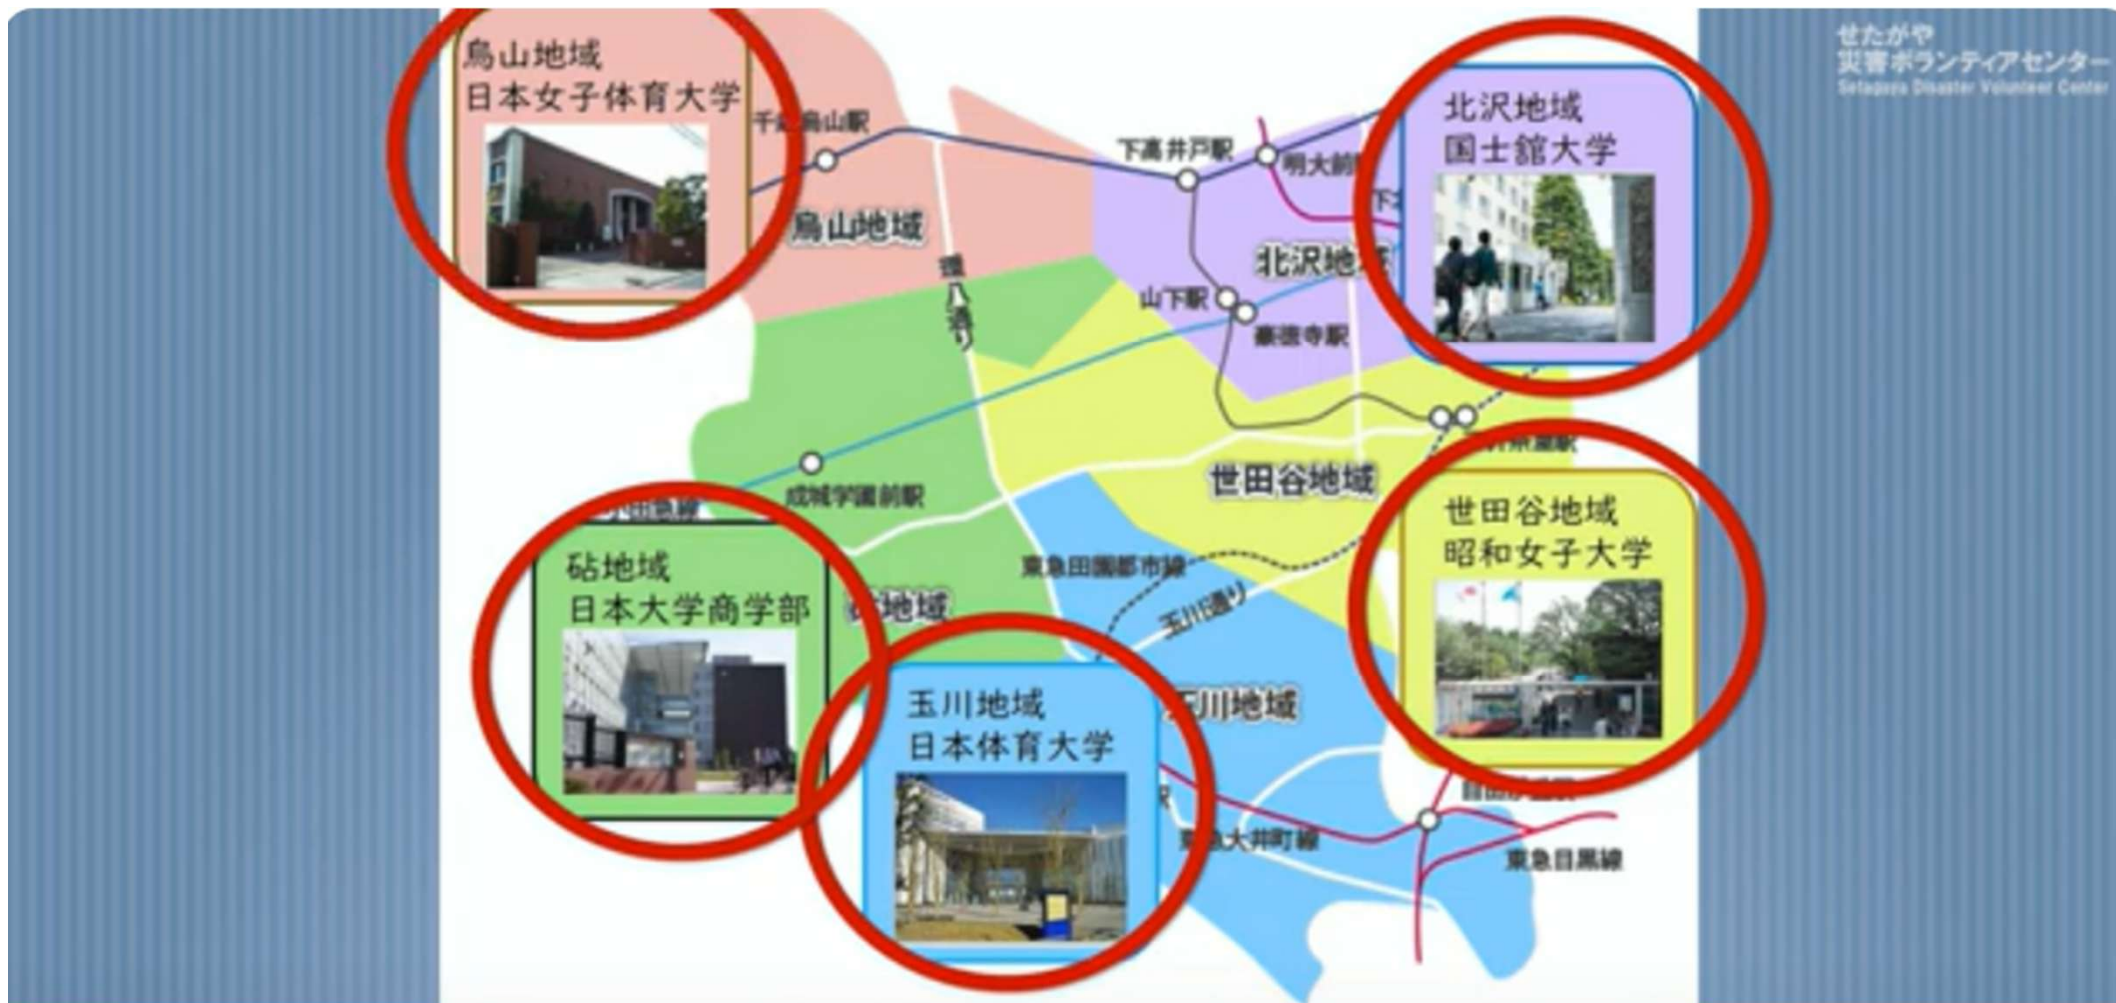 せたがや
災害ボランティアセンター
Setagaya Disaster Volunteer Center
烏山地域
日本女子体育大学
北沢地域
国士舘大学
下高井戸駅
明大前
烏山地域
環八通り
北沢地域
山下駅
豪徳寺駅
成城学園前駅
小田急線
世田谷地域
世田谷地域
昭和女子大学
砧地域
日本大学商学部
砧地域
東急田園都市線
玉川通り
玉川地域
日本体育大学
玉川地域
東急大井町線
東急目黒線